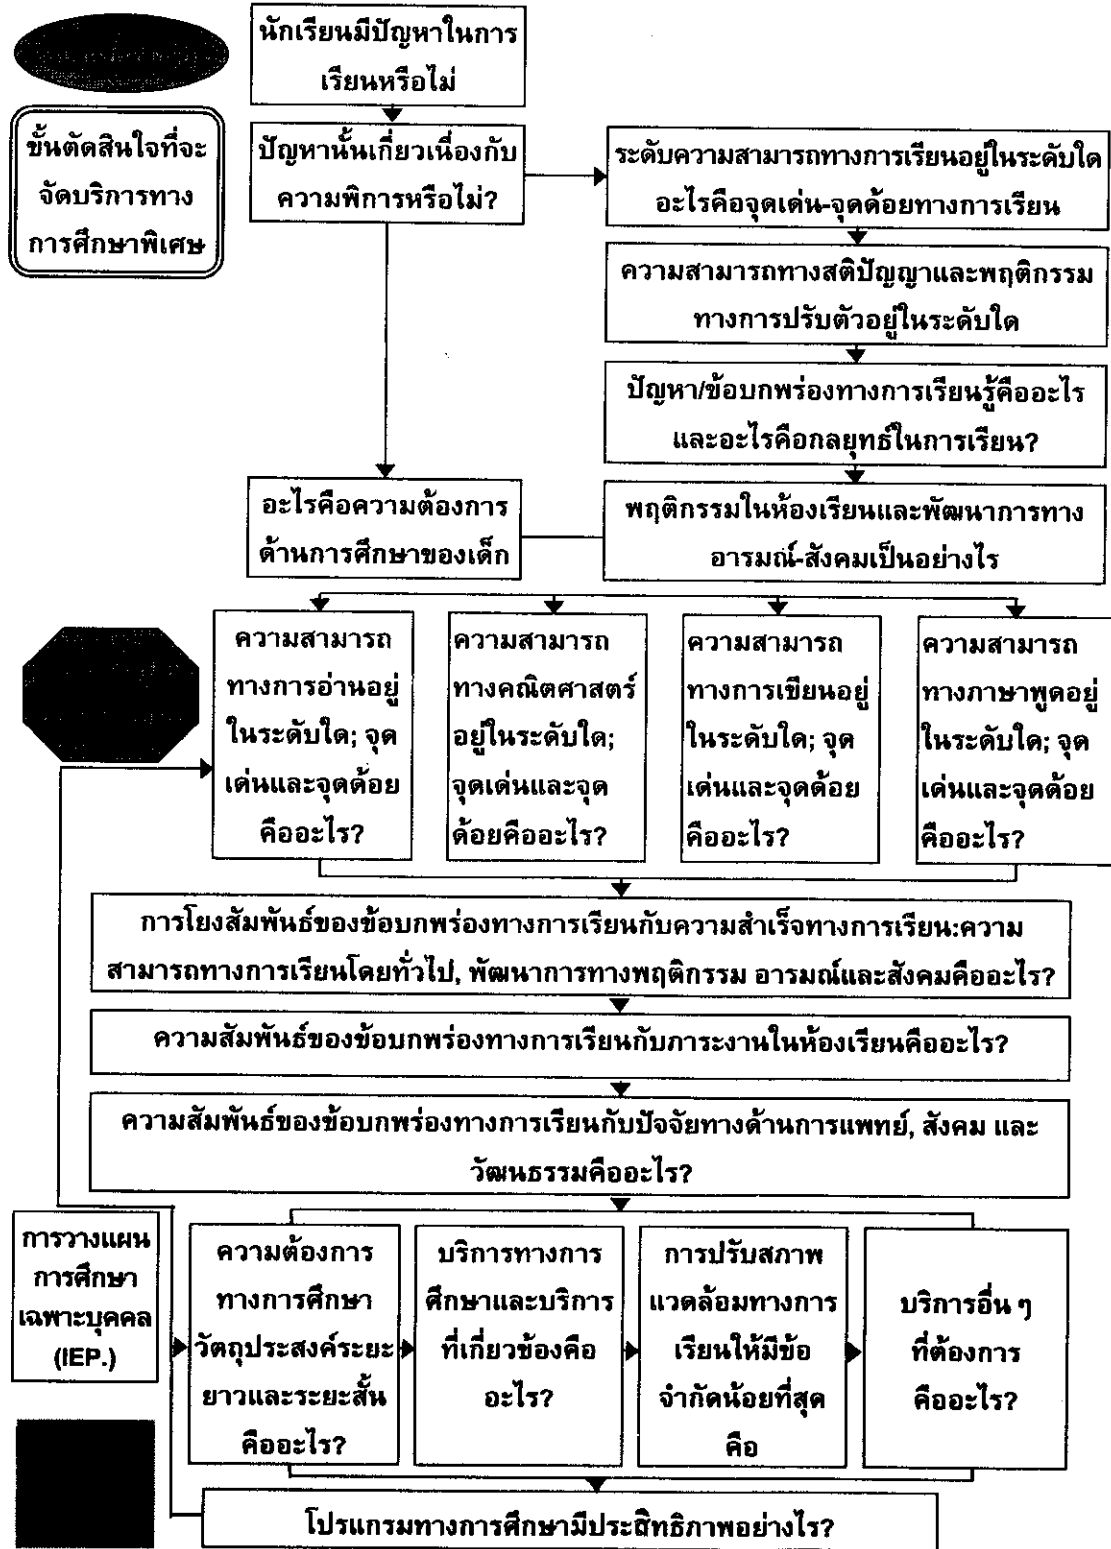 นักเรียนมีปัญหาในการ
เรียนหรือไม่
ขั้นตัดสินใจที่จะ
จัดบริการทาง
การศึกษาพิเศษ
ปัญหานั้นเกี่ยวเนื่องกับ
ความพิการหรือไม่?
ระดับความสามารถทางการเรียนอยู่ในระดับใด
อะไรคือจุดเด่น-จุดด้อยทางการเรียน
ความสามารถทางสติปัญญาและพฤติกรรม
ทางการปรับตัวอยู่ในระดับใด
ปัญหา/ข้อบกพร่องทางการเรียนรู้คืออะไร
และอะไรคือกลยุทธ์ในการเรียน?
พฤติกรรมในห้องเรียนและพัฒนาการทาง
อารมณ์-สังคมเป็นอย่างไร
อะไรคือความต้องการ
ด้านการศึกษาของเด็ก
ความสามารถ
ทางการอ่านอยู่
ในระดับใด; จุด
เด่นและจุดด้อย
คืออะไร?
ความสามารถ
ทางคณิตศาสตร์
อยู่ในระดับใด;
จุดเด่นและจุด
ด้อยคืออะไร?
ความสามารถ
ทางการเขียนอยู่
ในระดับใด; จุด
เด่นและจุดด้อย
คืออะไร?
ความสามารถ
ทางภาษาพูดอยู่
ในระดับใด; จุด
เด่นและจุดด้อย
คืออะไร?
การโยงสัมพันธ์ของข้อบกพร่องทางการเรียนกับความสำเร็จทางการเรียน:ความ
สามารถทางการเรียนโดยทั่วไป, พัฒนาการทางพฤติกรรม อารมณ์และสังคมคืออะไร?
ความสัมพันธ์ของข้อบกพร่องทางการเรียนกับภาระงานในห้องเรียนคืออะไร?
ความสัมพันธ์ของข้อบกพร่องทางการเรียนกับปัจจัยทางด้านการแพทย์, สังคม และ
วัฒนธรรมคืออะไร?
การวางแผน
การศึกษา
เฉพาะบุคคล
(IEP.)
ความต้องการ
ทางการศึกษา
วัตถุประสงค์ระยะ
ยาวและระยะสั้น
คืออะไร?
บริการทางการ
ศึกษาและบริการ
ที่เกี่ยวข้องคือ
อะไร?
การปรับสภาพ
แวดล้อมทางการ
เรียนให้มีข้อ
จำกัดน้อยที่สุด
คือ
บริการอื่น ๆ
ที่ต้องการ
คืออะไร?
โปรแกรมทางการศึกษามีประสิทธิภาพอย่างไร?